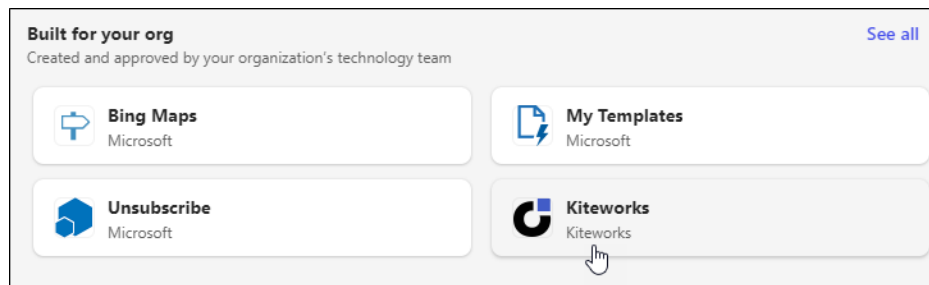 Built for your org
See all
Created and approved by your organization's technology team
Bing Maps
Microsoft
My Templates
Microsoft
Unsubscribe
Microsoft
Kiteworks
Kiteworks